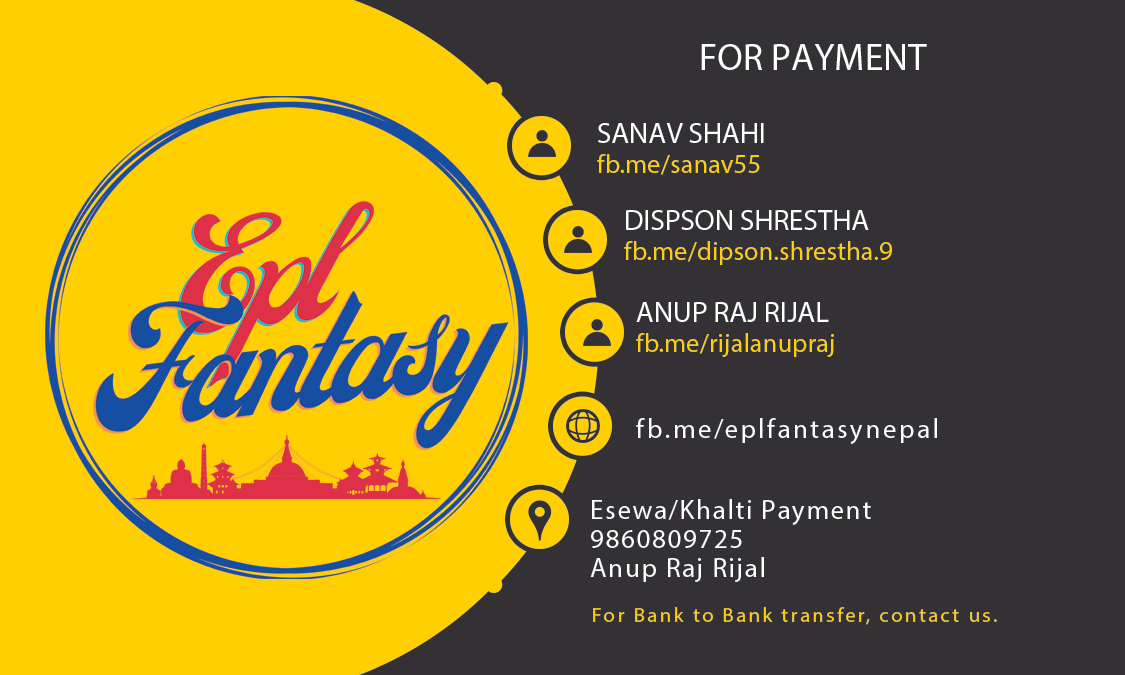 Epl
Fantasy
FOR PAYMENT
SANAV SHAHI
fb.me/sanav55
DISPSON SHRESTHA
fb.me/dipson.shrestha.9
ANUP RAJ RIJAL
fb.me/rijalanupraj
fb.me/eplfantasynepal
Esewa/Khalti Payment
9860809725
Anup Raj Rijal
For Bank to Bank transfer, contact us.